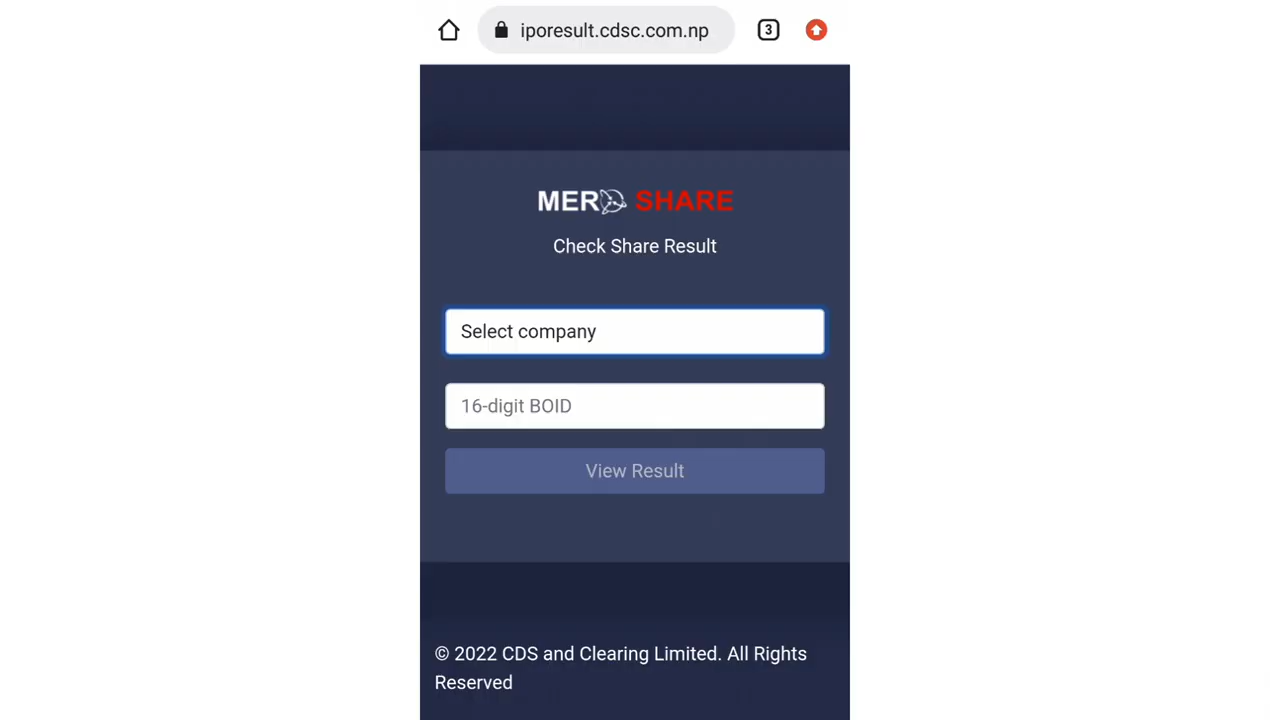 iporesult.cdsc.com.np
3
MERO SHARE
Check Share Result
Select company
16-digit BOID
View Result
© 2022 CDS and Clearing Limited. All Rights
Reserved